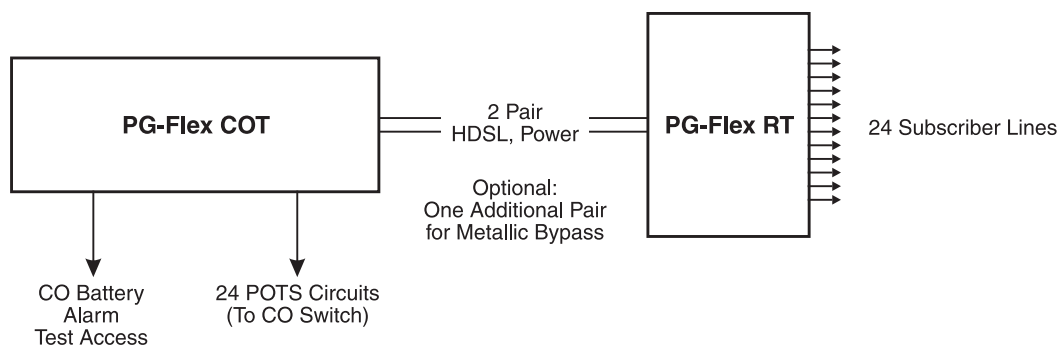 PG-Flex COT
2 Pair
HDSL, Power
PG-Flex RT
24 Subscriber Lines
Optional:
One Additional Pair
for Metallic Bypass
CO Battery
Alarm
Test Access
24 POTS Circuits
(To CO Switch)